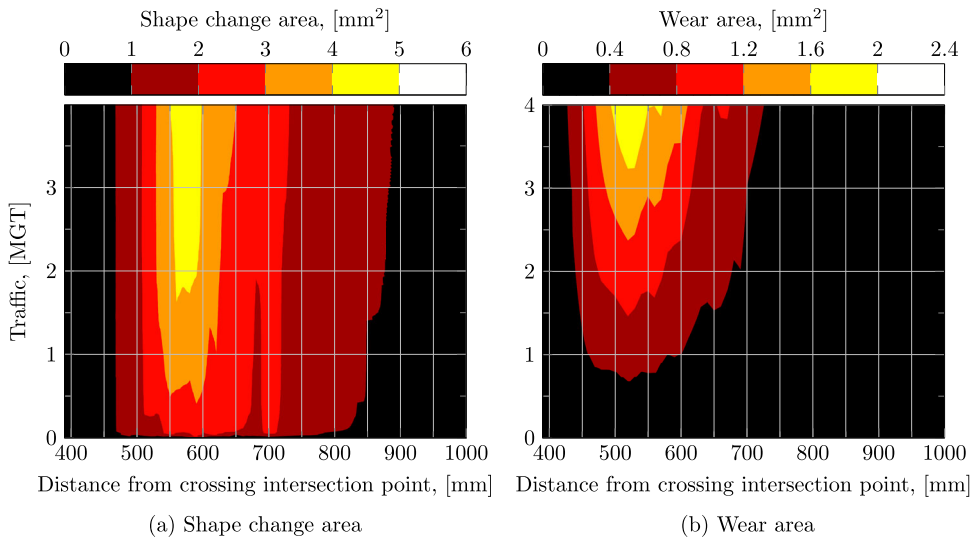 Shape change area, [mm²]
0 1 2 3 4 5 6
Traffic, [MGT]
3
2
1
0
400 500 600 700 800 900 1000
Distance from crossing intersection point, [mm]
(a) Shape change area
Wear area, [mm²]
0 0.4 0.8 1.2 1.6 2 2.4
4
3
2
1
0
400 500 600 700 800 900 1000
Distance from crossing intersection point, [mm]
(b) Wear area